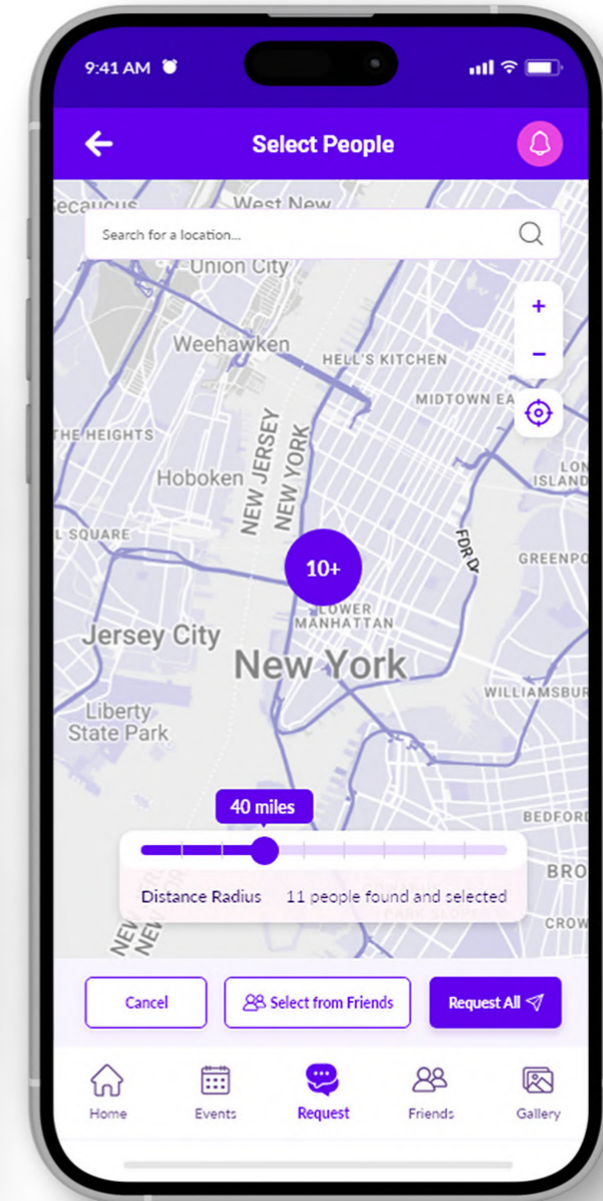 9:41 AM
Select People
Secaucus
West New
Search for a location...
Union City
Weehawken
HELL'S KITCHEN
MIDTOWN EA
THE HEIGHTS
LON
ISLAND
Hoboken
NEW JERSEY
NEW YORK
L SQUARE
FDR Dr
GREENPO
10+
LOWER
MANHATTAN
Jersey City
New York
WILLIAMSBUR
Liberty
State Park
40 miles
BEDFORD
BRO
Distance Radius 11 people found and selected
PARK SLOPE
CROW
NEW
NEW
Cancel
Select from Friends
Request All
Home
Events
Request
Friends
Gallery